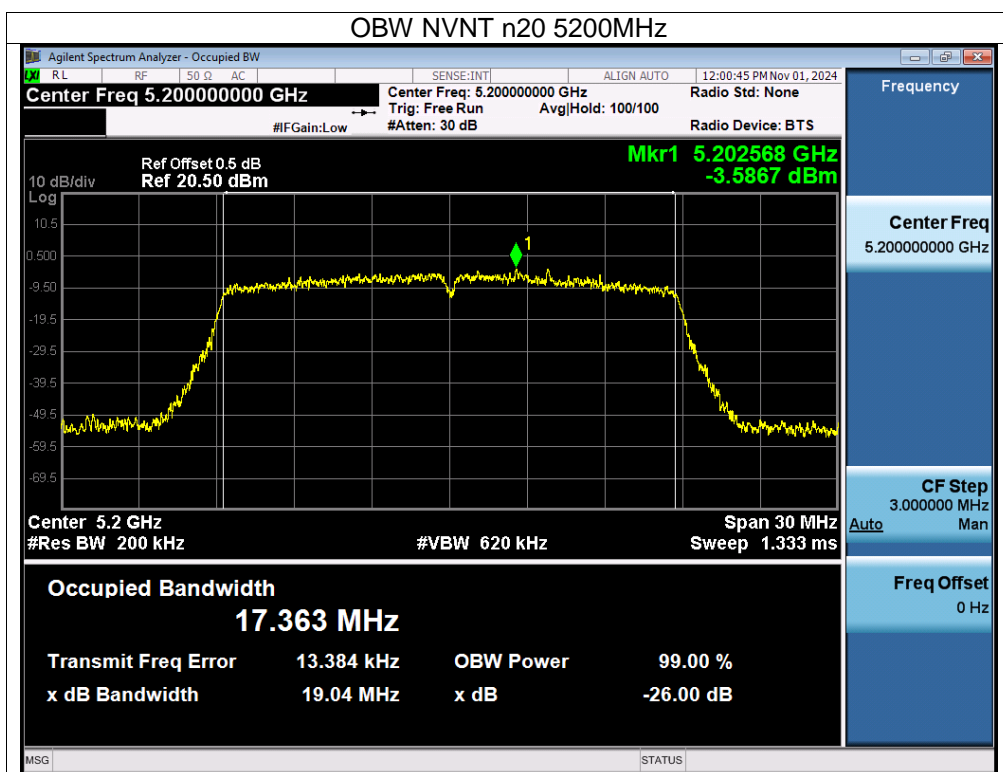 OBW NVNT n20 5200MHz
Agilent Spectrum Analyzer - Occupied BW
LXI RL RF 50 Ω AC SENSE:INT ALIGN AUTO 12:00:45 PM Nov 01, 2024
Center Freq 5.200000000 GHz
Center Freq: 5.200000000 GHz
Radio Std: None
Trig: Free Run Avg|Hold: 100/100
#IFGain:Low #Atten: 30 dB Radio Device: BTS
Mkr1 5.202568 GHz
-3.5867 dBm
Ref Offset 0.5 dB
10 dB/div Ref 20.50 dBm
Log
10.5
0.500
-9.50
-19.5
-29.5
-39.5
-49.5
-59.5
-69.5
1
Center 5.2 GHz Span 30 MHz
#Res BW 200 kHz #VBW 620 kHz Sweep 1.333 ms
Occupied Bandwidth
17.363 MHz
Transmit Freq Error 13.384 kHz OBW Power 99.00 %
x dB Bandwidth 19.04 MHz x dB -26.00 dB
MSG STATUS
Frequency
Center Freq
5.200000000 GHz
CF Step
3.000000 MHz
Auto Man
Freq Offset
0 Hz